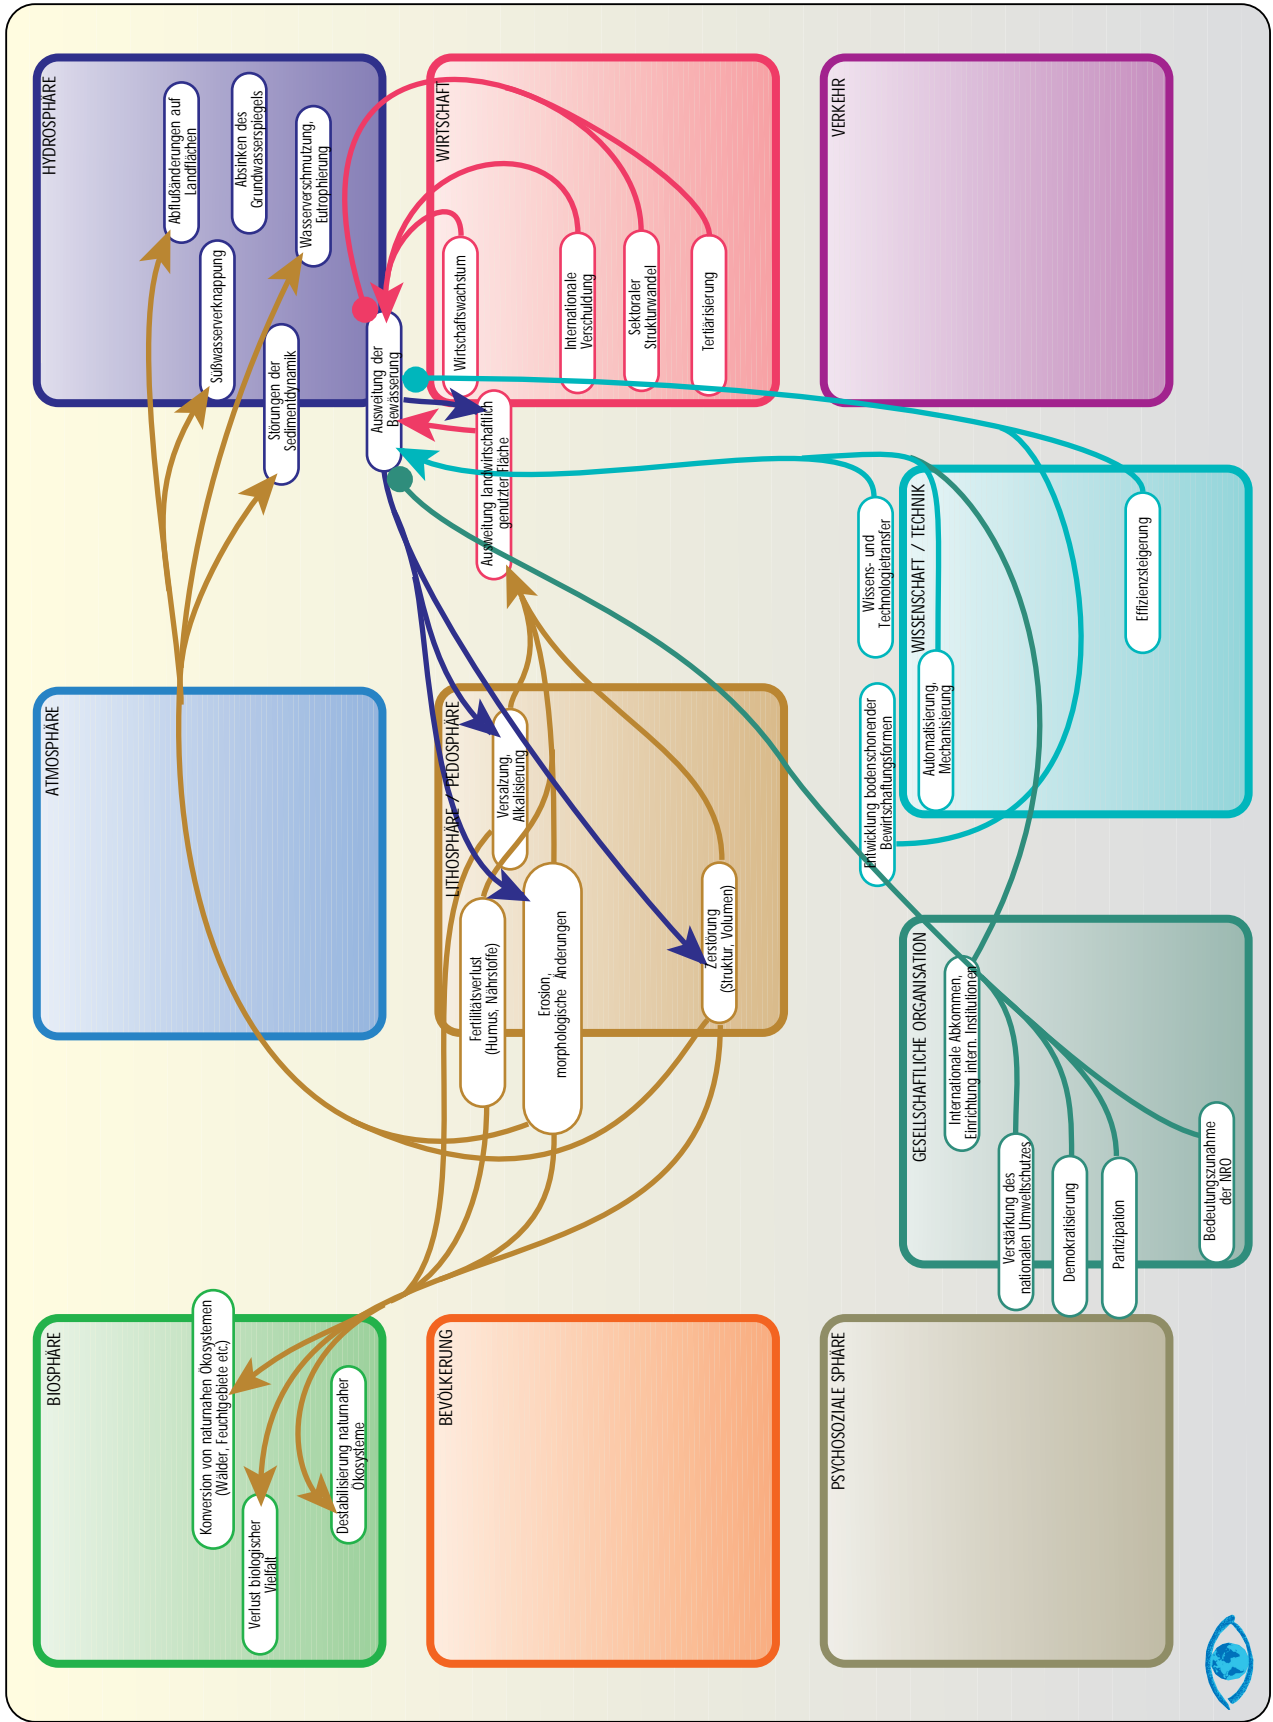 BIOSPHÄRE
Konversion von naturnahen Ökosystemen
(Wälder, Feuchtgebiete etc.)
Verlust biologischer
Vielfalt
Destabilisierung naturnaher
Ökosysteme
ATMOSPHÄRE
HYDROSPHÄRE
Abflußänderungen auf
Landflächen
Süßwasserverknappung
Absinken des
Grundwasserspiegels
Störungen der
Sedimentdynamik
Wasserverschmutzung,
Eutrophierung
Ausweitung der
Bewässerung
BEVÖLKERUNG
LITHOSPHÄRE / PEDOSPHÄRE
Fertilitätsverlust
(Humus, Nährstoffe)
Versalzung,
Alkalisierung
Erosion,
morphologische Änderungen
Zerstörung
(Struktur, Volumen)
WIRTSCHAFT
Wirtschaftswachstum
Ausweitung landwirtschaftlich
genutzter Fläche
Internationale
Verschuldung
Sektoraler
Strukturwandel
Tertiärisierung
PSYCHOSOZIALE SPHÄRE
GESELLSCHAFTLICHE ORGANISATION
Internationale Abkommen,
Einrichtung intern. Institutionen
Verstärkung des
nationalen Umweltschutzes
Demokratisierung
Partizipation
Bedeutungszunahme
der NRO
WISSENSCHAFT / TECHNIK
Entwicklung bodenschonender
Bewirtschaftungsformen
Wissens- und
Technologietransfer
Automatisierung,
Mechanisierung
Effizienzsteigerung
VERKEHR